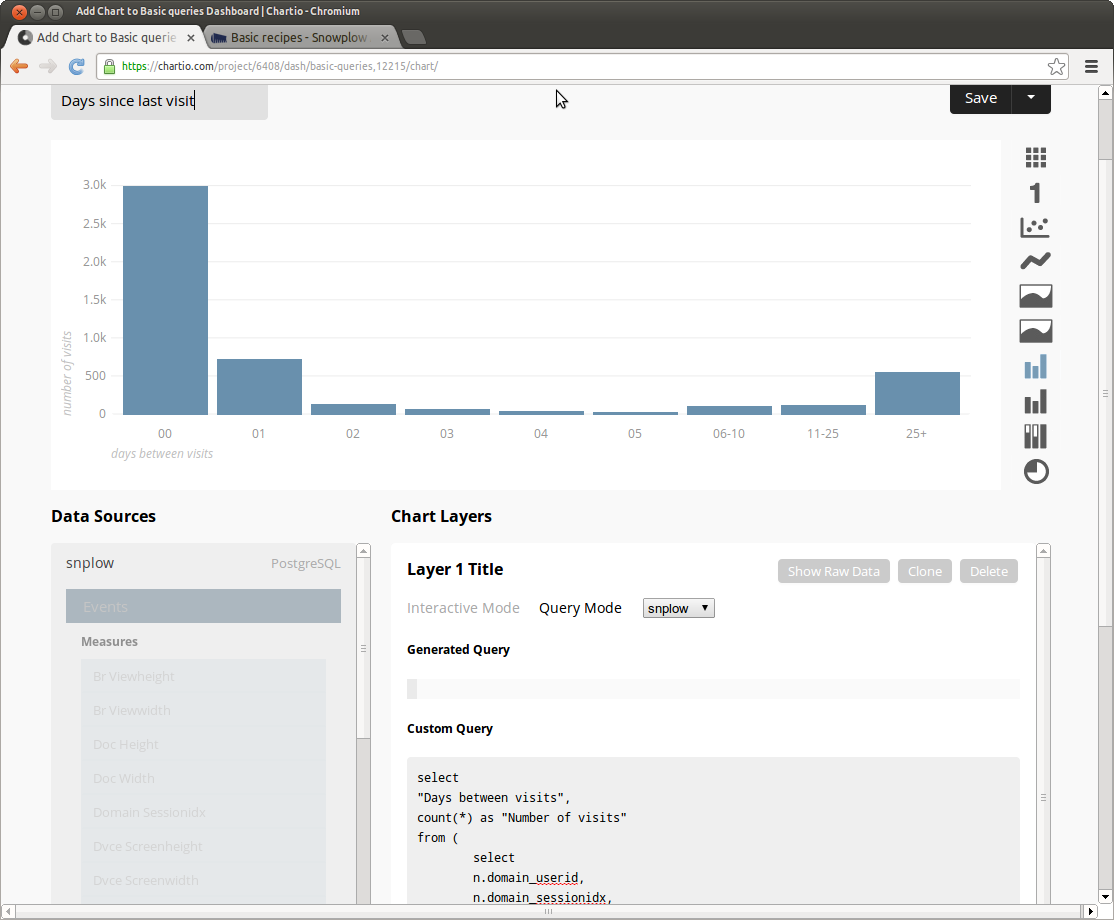 Add Chart to Basic queries Dashboard | Chartio - Chromium
Add Chart to Basic querie
Basic recipes - Snowplow
https://chartio.com/project/6408/dash/basic-queries,12215/chart/
Days since last visit
Save
1
3.0k
2.5k
2.0k
1.5k
1.0k
500
0
number of visits
00 01 02 03 04 05 06-10 11-25 25+
days between visits
Data Sources
Chart Layers
snplow PostgreSQL
Events
Measures
Br Viewheight
Br Viewwidth
Doc Height
Doc Width
Domain Sessionidx
Dvce Screenheight
Dvce Screenwidth
Layer 1 Title
Show Raw Data Clone Delete
Interactive Mode Query Mode snplow
Generated Query
Custom Query
select
"Days between visits",
count(*) as "Number of visits"
from (
select
n.domain_userid,
n.domain_sessionidx,